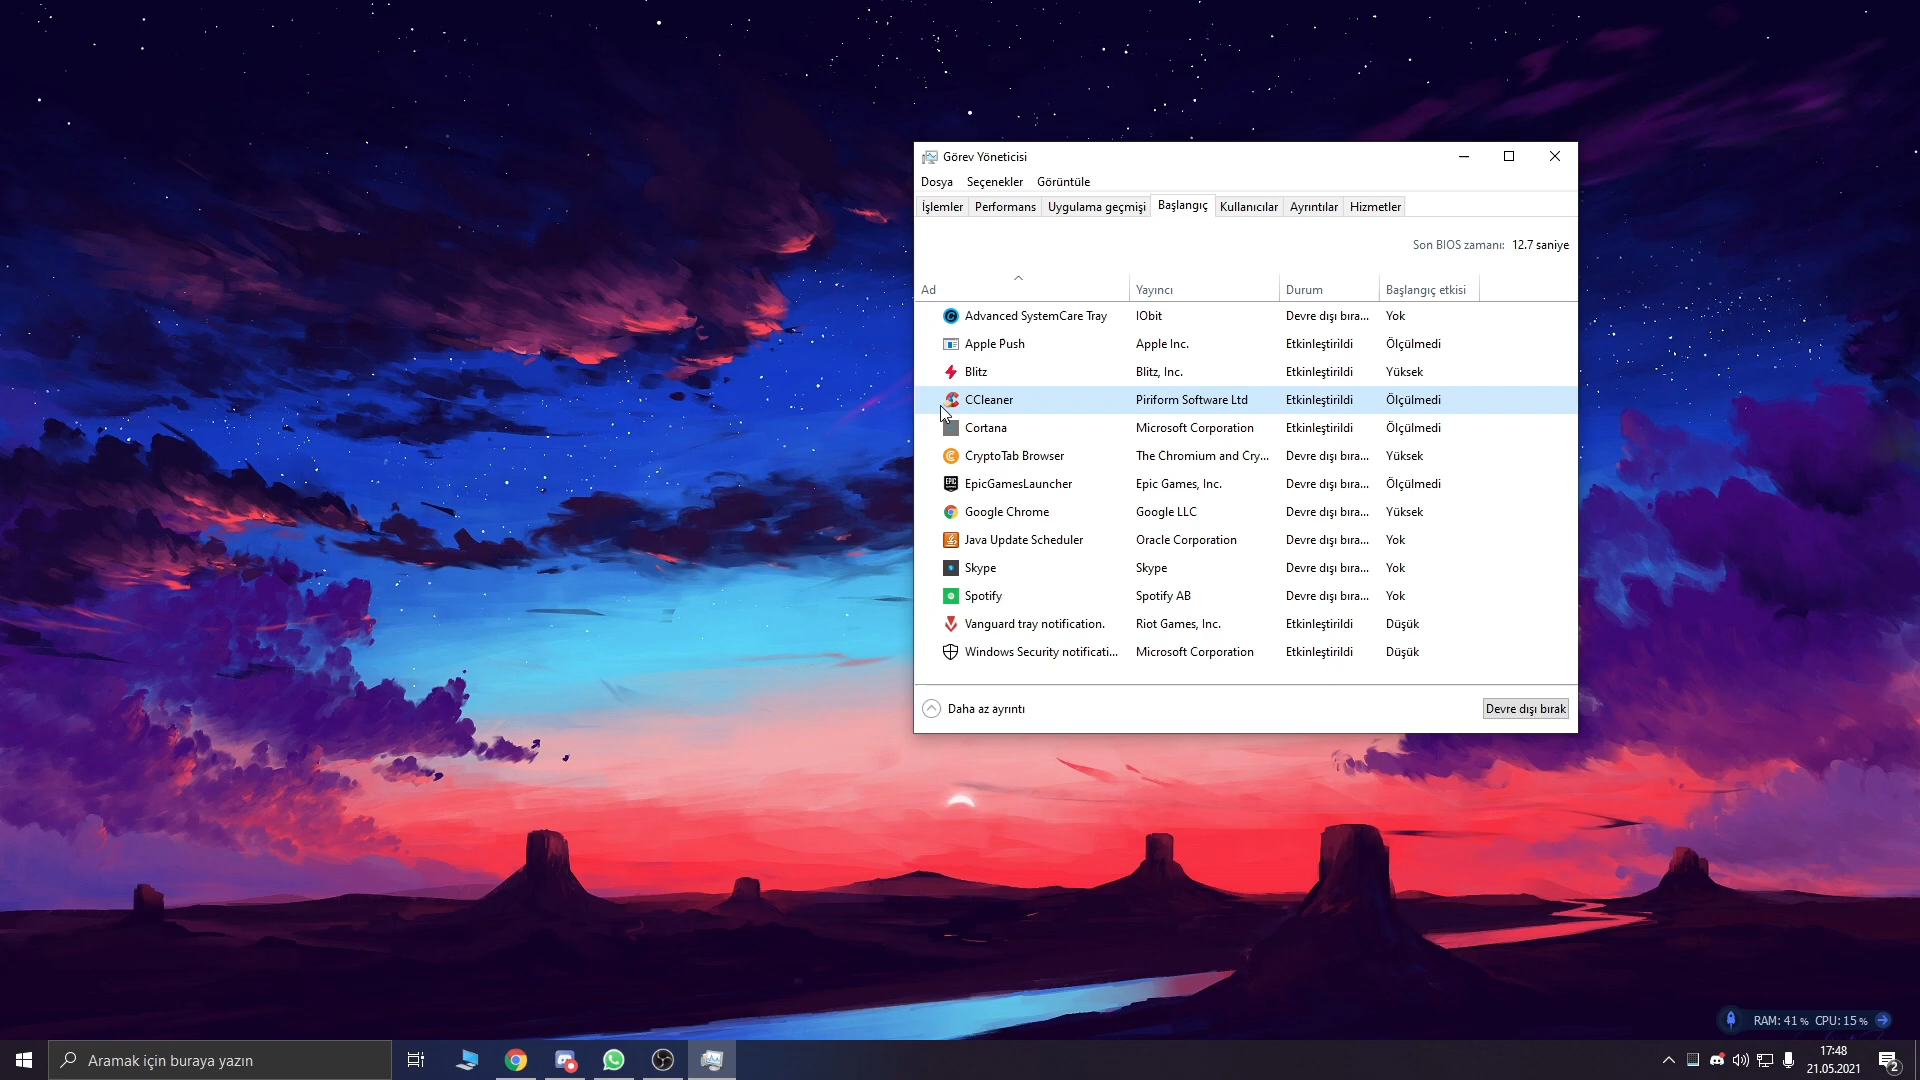 Görev Yöneticisi
Dosya Seçenekler Görüntüle
İşlemler Performans Uygulama geçmişi Başlangıç Kullanıcılar Ayrıntılar Hizmetler
Son BIOS zamanı: 12.7 saniye
Ad Yayıncı Durum Başlangıç etkisi
Advanced SystemCare Tray IObit Devre dışı bıra... Yok
Apple Push Apple Inc. Etkinleştirildi Ölçülmedi
Blitz Blitz, Inc. Etkinleştirildi Yüksek
CCleaner Piriform Software Ltd Etkinleştirildi Ölçülmedi
Cortana Microsoft Corporation Etkinleştirildi Ölçülmedi
CryptoTab Browser The Chromium and Cry... Devre dışı bıra... Yüksek
EpicGamesLauncher Epic Games, Inc. Devre dışı bıra... Ölçülmedi
Google Chrome Google LLC Devre dışı bıra... Yüksek
Java Update Scheduler Oracle Corporation Devre dışı bıra... Yok
Skype Skype Devre dışı bıra... Yok
Spotify Spotify AB Devre dışı bıra... Yok
Vanguard tray notification. Riot Games, Inc. Etkinleştirildi Düşük
Windows Security notificati... Microsoft Corporation Etkinleştirildi Düşük
Daha az ayrıntı Devre dışı bırak
RAM: 41 % CPU: 15 %
Aramak için buraya yazın
17:48
21.05.2021
2